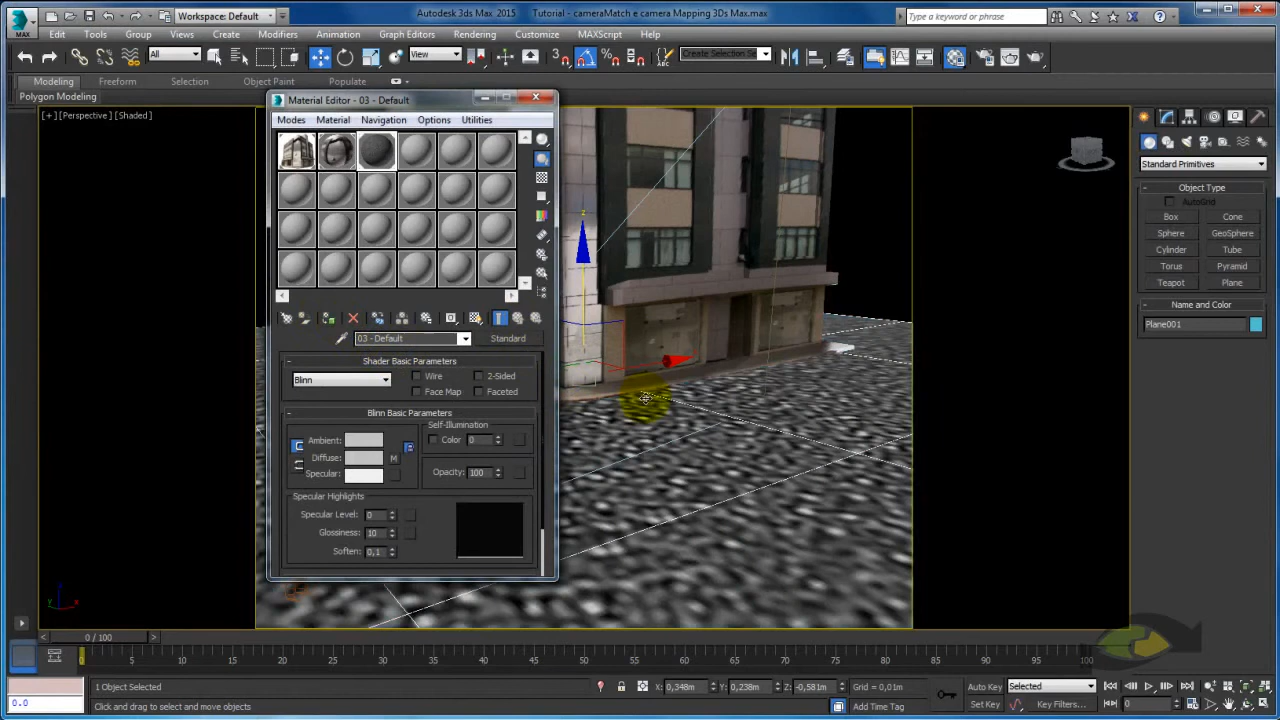 Workspace: Default
Autodesk 3ds Max 2015
Tutorial - cameraMatch e camera Mapping 3Ds Max.max
Type a keyword or phrase
MAX
Edit Tools Group Views Create Modifiers Animation Graph Editors Rendering Customize MAXScript Help
All
View
Create Selection Se
Modeling Freeform Selection Object Paint Populate
Polygon Modeling
[+] [Perspective] [Shaded]
Material Editor - 03 - Default
Modes Material Navigation Options Utilities
03 - Default
Standard
Shader Basic Parameters
Blinn
Wire
2-Sided
Face Map
Faceted
Blinn Basic Parameters
Self-Illumination
Ambient:
Color 0
Diffuse:
M
Specular:
Opacity: 100
Specular Highlights
Specular Level: 0
Glossiness: 10
Soften: 0,1
Standard Primitives
Object Type
AutoGrid
Box Cone
Sphere GeoSphere
Cylinder Tube
Torus Pyramid
Teapot Plane
Name and Color
Plane001
z
x
y
0 / 100
0 5 10 15 20 25 30 35 40 45 50 55 60 65 70 75 80 85 90 95 100
1 Object Selected
X: 0,348m
Y: 0,238m
Z: -0,581m
Grid = 0,01m
Auto Key
Selected
0.0
Click and drag to select and move objects
Add Time Tag
Set Key
Key Filters...
0